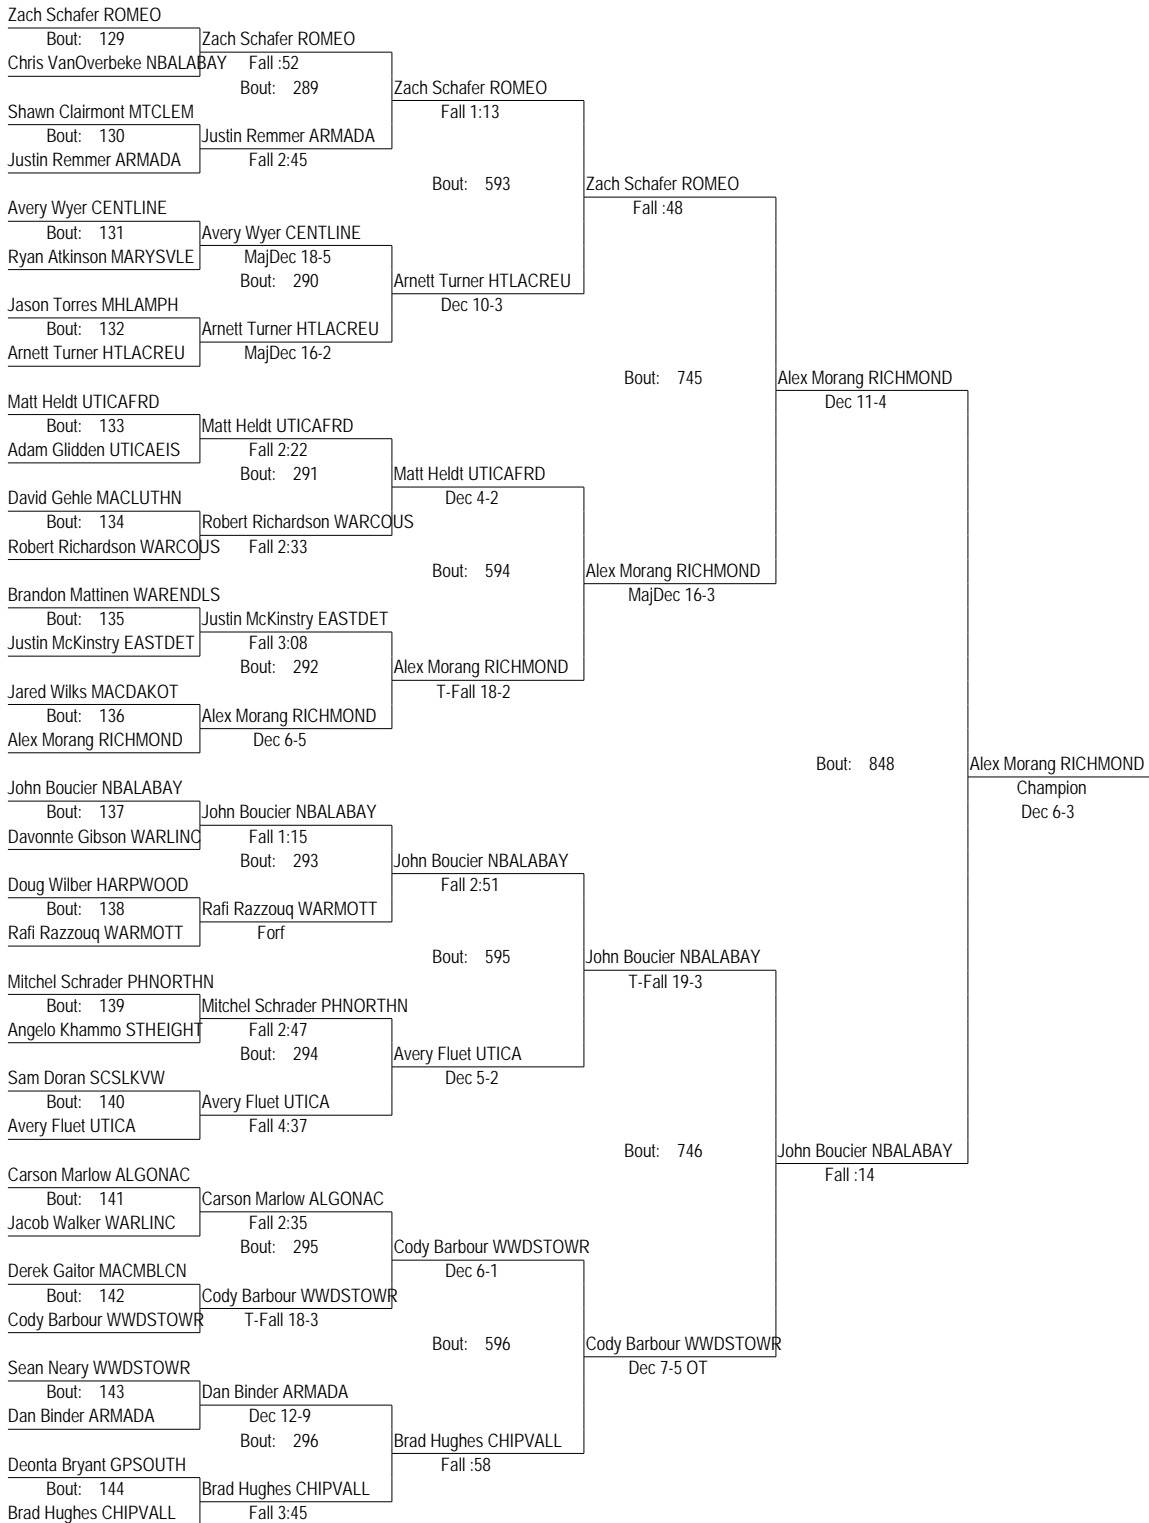 Zach Schafer ROMEO
Bout: 129
Zach Schafer ROMEO
Chris VanOverbeke NBALABAY
Fall :52
Bout: 289
Zach Schafer ROMEO
Shawn Clairmont MTCLEM
Fall 1:13
Bout: 130
Justin Remmer ARMADA
Justin Remmer ARMADA
Fall 2:45
Bout: 593
Zach Schafer ROMEO
Avery Wyer CENTLINE
Fall :48
Bout: 131
Avery Wyer CENTLINE
Ryan Atkinson MARYSVLE
MajDec 18-5
Bout: 290
Arnett Turner HTLACREU
Jason Torres MHLAMPH
Dec 10-3
Bout: 132
Arnett Turner HTLACREU
Arnett Turner HTLACREU
MajDec 16-2
Bout: 745
Alex Morang RICHMOND
Matt Heldt UTICAFRD
Dec 11-4
Bout: 133
Matt Heldt UTICAFRD
Adam Glidden UTICAEIS
Fall 2:22
Bout: 291
Matt Heldt UTICAFRD
David Gehle MACLUTHN
Dec 4-2
Bout: 134
Robert Richardson WARCOUS
Robert Richardson WARCOUS
Fall 2:33
Bout: 594
Alex Morang RICHMOND
Brandon Mattinen WARENDLS
MajDec 16-3
Bout: 135
Justin McKinstry EASTDET
Justin McKinstry EASTDET
Fall 3:08
Bout: 292
Alex Morang RICHMOND
Jared Wilks MACDAKOT
T-Fall 18-2
Bout: 136
Alex Morang RICHMOND
Alex Morang RICHMOND
Dec 6-5
Bout: 848
Alex Morang RICHMOND
John Boucier NBALABAY
Champion
Bout: 137
John Boucier NBALABAY
Dec 6-3
Davonnte Gibson WARLINC
Fall 1:15
Bout: 293
John Boucier NBALABAY
Doug Wilber HARPWOOD
Fall 2:51
Bout: 138
Rafi Razzouq WARMOTT
Rafi Razzouq WARMOTT
Forf
Bout: 595
John Boucier NBALABAY
Mitchel Schrader PHNORTHN
T-Fall 19-3
Bout: 139
Mitchel Schrader PHNORTHN
Angelo Khammo STHEIGHT
Fall 2:47
Bout: 294
Avery Fluet UTICA
Sam Doran SCSLKVW
Dec 5-2
Bout: 140
Avery Fluet UTICA
Avery Fluet UTICA
Fall 4:37
Bout: 746
John Boucier NBALABAY
Carson Marlow ALGONAC
Fall :14
Bout: 141
Carson Marlow ALGONAC
Jacob Walker WARLINC
Fall 2:35
Bout: 295
Cody Barbour WWDSTOWR
Derek Gaitor MACMBLCN
Dec 6-1
Bout: 142
Cody Barbour WWDSTOWR
Cody Barbour WWDSTOWR
T-Fall 18-3
Bout: 596
Cody Barbour WWDSTOWR
Sean Neary WWDSTOWR
Dec 7-5 OT
Bout: 143
Dan Binder ARMADA
Dan Binder ARMADA
Dec 12-9
Bout: 296
Brad Hughes CHIPVALL
Deonta Bryant GPSOUTH
Fall :58
Bout: 144
Brad Hughes CHIPVALL
Brad Hughes CHIPVALL
Fall 3:45